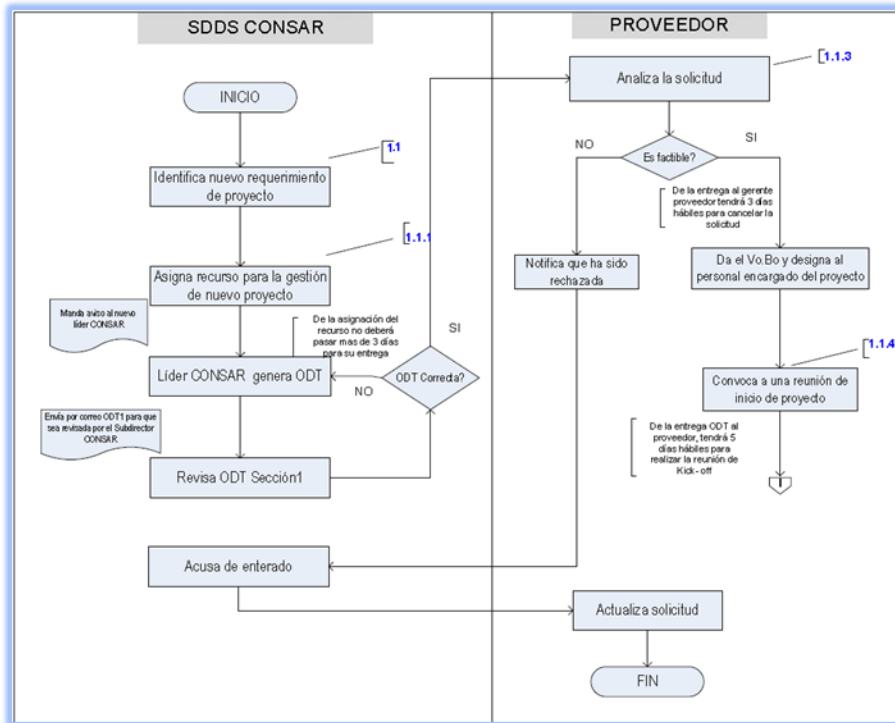 SDDS CONSAR
PROVEEDOR
INICIO
1.1
Identifica nuevo requerimiento
de proyecto
1.1.1
Asigna recurso para la gestión
de nuevo proyecto
Manda aviso al nuevo
líder CONSAR
De la asignación del
recurso no deberá
pasar mas de 3 días
para su entrega
Líder CONSAR genera ODT
NO
ODT Correcta?
SI
Envía por correo ODT1 para que
sea revisada por el Subdirector
CONSAR
Revisa ODT Sección1
Acusa de enterado
1.1.3
Analiza la solicitud
NO
SI
Es factible?
De la entrega al gerente
proveedor tendrá 3 días
hábiles para cancelar la
solicitud
Notifica que ha sido
rechazada
Da el Vo.Bo y designa al
personal encargado del proyecto
1.1.4
Convoca a una reunión de
inicio de proyecto
De la entrega ODT al
proveedor, tendrá 5
días hábiles para
realizar la reunión de
Kick- off
1
Actualiza solicitud
FIN